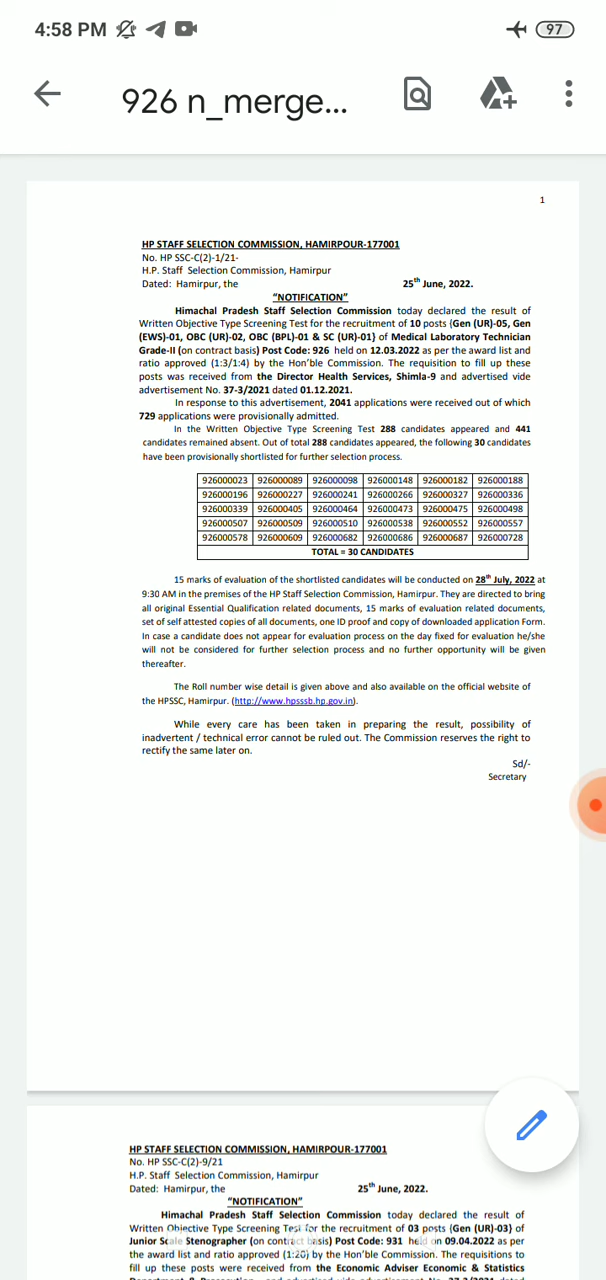 4:58 PM
97
926 n_merge...
1
HP STAFF SELECTION COMMISSION, HAMIRPOUR-177001
No. HP SSC-C(2)-1/21-
H.P. Staff Selection Commission, Hamirpur
Dated: Hamirpur, the 25th June, 2022.
“NOTIFICATION”
Himachal Pradesh Staff Selection Commission today declared the result of
Written Objective Type Screening Test for the recruitment of 10 posts {Gen (UR)-05, Gen
(EWS)-01, OBC (UR)-02, OBC (BPL)-01 & SC (UR)-01} of Medical Laboratory Technician
Grade-II (on contract basis) Post Code: 926 held on 12.03.2022 as per the award list and
ratio approved (1:3/1:4) by the Hon’ble Commission. The requisition to fill up these
posts was received from the Director Health Services, Shimla-9 and advertised vide
advertisement No. 37-3/2021 dated 01.12.2021.
In response to this advertisement, 2041 applications were received out of which
729 applications were provisionally admitted.
In the Written Objective Type Screening Test 288 candidates appeared and 441
candidates remained absent. Out of total 288 candidates appeared, the following 30 candidates
have been provisionally shortlisted for further selection process.
926000023 926000089 926000098 926000148 926000182 926000188
926000196 926000227 926000241 926000266 926000327 926000336
926000339 926000405 926000464 926000473 926000475 926000498
926000507 926000509 926000510 926000538 926000552 926000557
926000578 926000609 926000682 926000686 926000687 926000728
TOTAL = 30 CANDIDATES
15 marks of evaluation of the shortlisted candidates will be conducted on 28th July, 2022 at
9:30 AM in the premises of the HP Staff Selection Commission, Hamirpur. They are directed to bring
all original Essential Qualification related documents, 15 marks of evaluation related documents,
set of self attested copies of all documents, one ID proof and copy of downloaded application Form.
In case a candidate does not appear for evaluation process on the day fixed for evaluation he/she
will not be considered for further selection process and no further opportunity will be given
thereafter.
The Roll number wise detail is given above and also available on the official website of
the HPSSC, Hamirpur. (http://www.hpsssb.hp.gov.in).
While every care has been taken in preparing the result, possibility of
inadvertent / technical error cannot be ruled out. The Commission reserves the right to
rectify the same later on.
Sd/-
Secretary
HP STAFF SELECTION COMMISSION, HAMIRPOUR-177001
No. HP SSC-C(2)-9/21
H.P. Staff Selection Commission, Hamirpur
Dated: Hamirpur, the 25th June, 2022.
“NOTIFICATION”
Himachal Pradesh Staff Selection Commission today declared the result of
Written Objective Type Screening Test for the recruitment of 03 posts {Gen (UR)-03} of
Junior Scale Stenographer (on contract basis) Post Code: 931 held on 09.04.2022 as per
the award list and ratio approved (1:20) by the Hon’ble Commission. The requisitions to
fill up these posts were received from the Economic Adviser Economic & Statistics